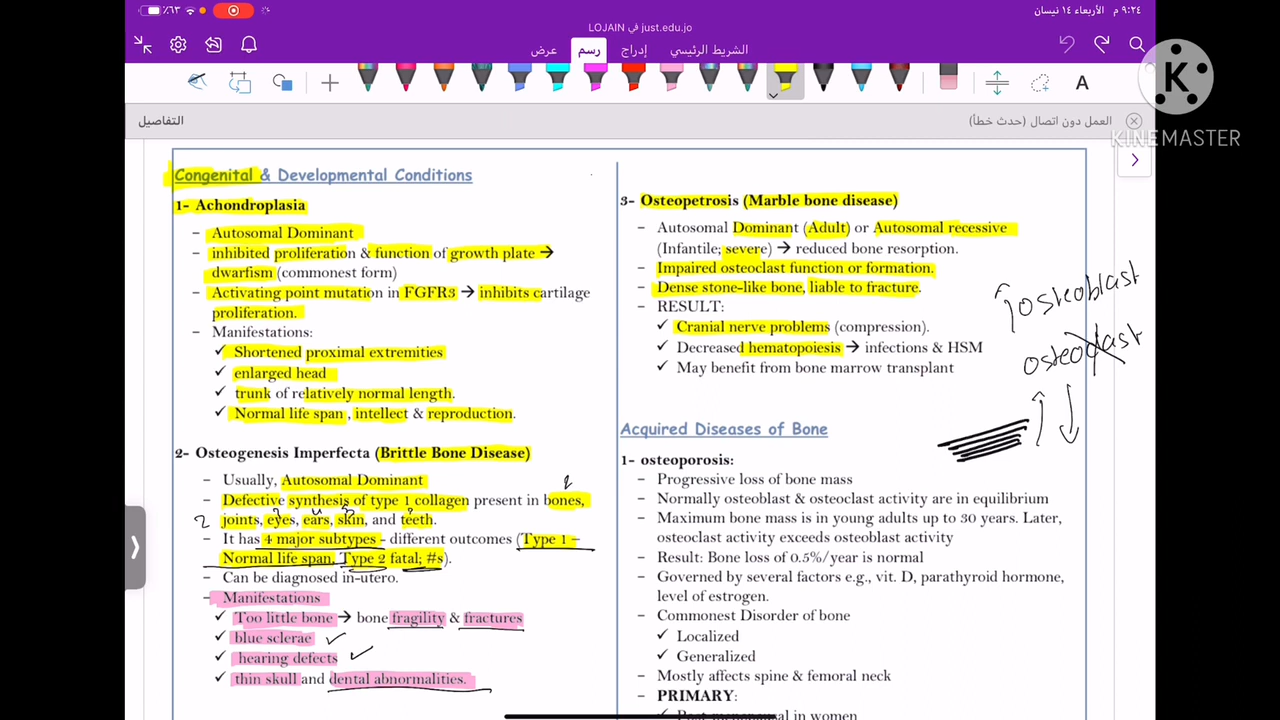 ٩:٢٤ م الأربعاء ١٤ نيسان
٦٣٪
LOJAIN في just.edu.jo
الشريط الرئيسي إدراج رسم عرض
A
K
KINEMASTER
العمل دون اتصال (حدث خطأ)
التفاصيل
Congenital & Developmental Conditions
1- Achondroplasia
– Autosomal Dominant
– inhibited proliferation & function of growth plate → dwarfism (commonest form)
– Activating point mutation in FGFR3 → inhibits cartilage proliferation.
– Manifestations:
✓ Shortened proximal extremities
✓ enlarged head
✓ trunk of relatively normal length.
✓ Normal life span , intellect & reproduction.
2- Osteogenesis Imperfecta (Brittle Bone Disease)
– Usually, Autosomal Dominant
– Defective synthesis of type 1 collagen present in bones,
joints, eyes, ears, skin, and teeth.
– It has 4 major subtypes - different outcomes (Type 1 –
Normal life span, Type 2 fatal; #s).
– Can be diagnosed in-utero.
– Manifestations
✓ Too little bone → bone fragility & fractures
✓ blue sclerae
✓ hearing defects
✓ thin skull and dental abnormalities.
3- Osteopetrosis (Marble bone disease)
– Autosomal Dominant (Adult) or Autosomal recessive
(Infantile; severe) → reduced bone resorption.
– Impaired osteoclast function or formation.
– Dense stone-like bone, liable to fracture.
– RESULT:
✓ Cranial nerve problems (compression).
✓ Decreased hematopoiesis → infections & HSM
✓ May benefit from bone marrow transplant
↑osteoblast
osteoclast
↑ ↓
Acquired Diseases of Bone
1- osteoporosis:
– Progressive loss of bone mass
– Normally osteoblast & osteoclast activity are in equilibrium
– Maximum bone mass is in young adults up to 30 years. Later,
osteoclast activity exceeds osteoblast activity
– Result: Bone loss of 0.5%/year is normal
– Governed by several factors e.g., vit. D, parathyroid hormone,
level of estrogen.
– Commonest Disorder of bone
✓ Localized
✓ Generalized
– Mostly affects spine & femoral neck
– PRIMARY:
✓ Post-menopausal in women